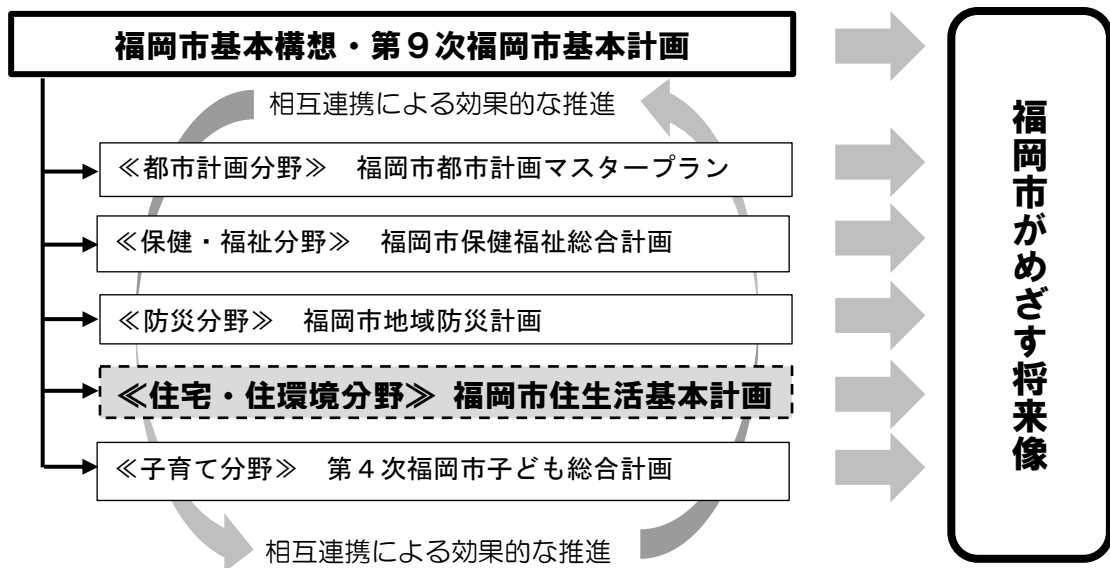 福岡市基本構想・第９次福岡市基本計画
相互連携による効果的な推進
≪都市計画分野≫　福岡市都市計画マスタープラン
≪保健・福祉分野≫　福岡市保健福祉総合計画
≪防災分野≫　福岡市地域防災計画
≪住宅・住環境分野≫ 福岡市住生活基本計画
≪子育て分野≫　第４次福岡市子ども総合計画
相互連携による効果的な推進
福岡市がめざす将来像